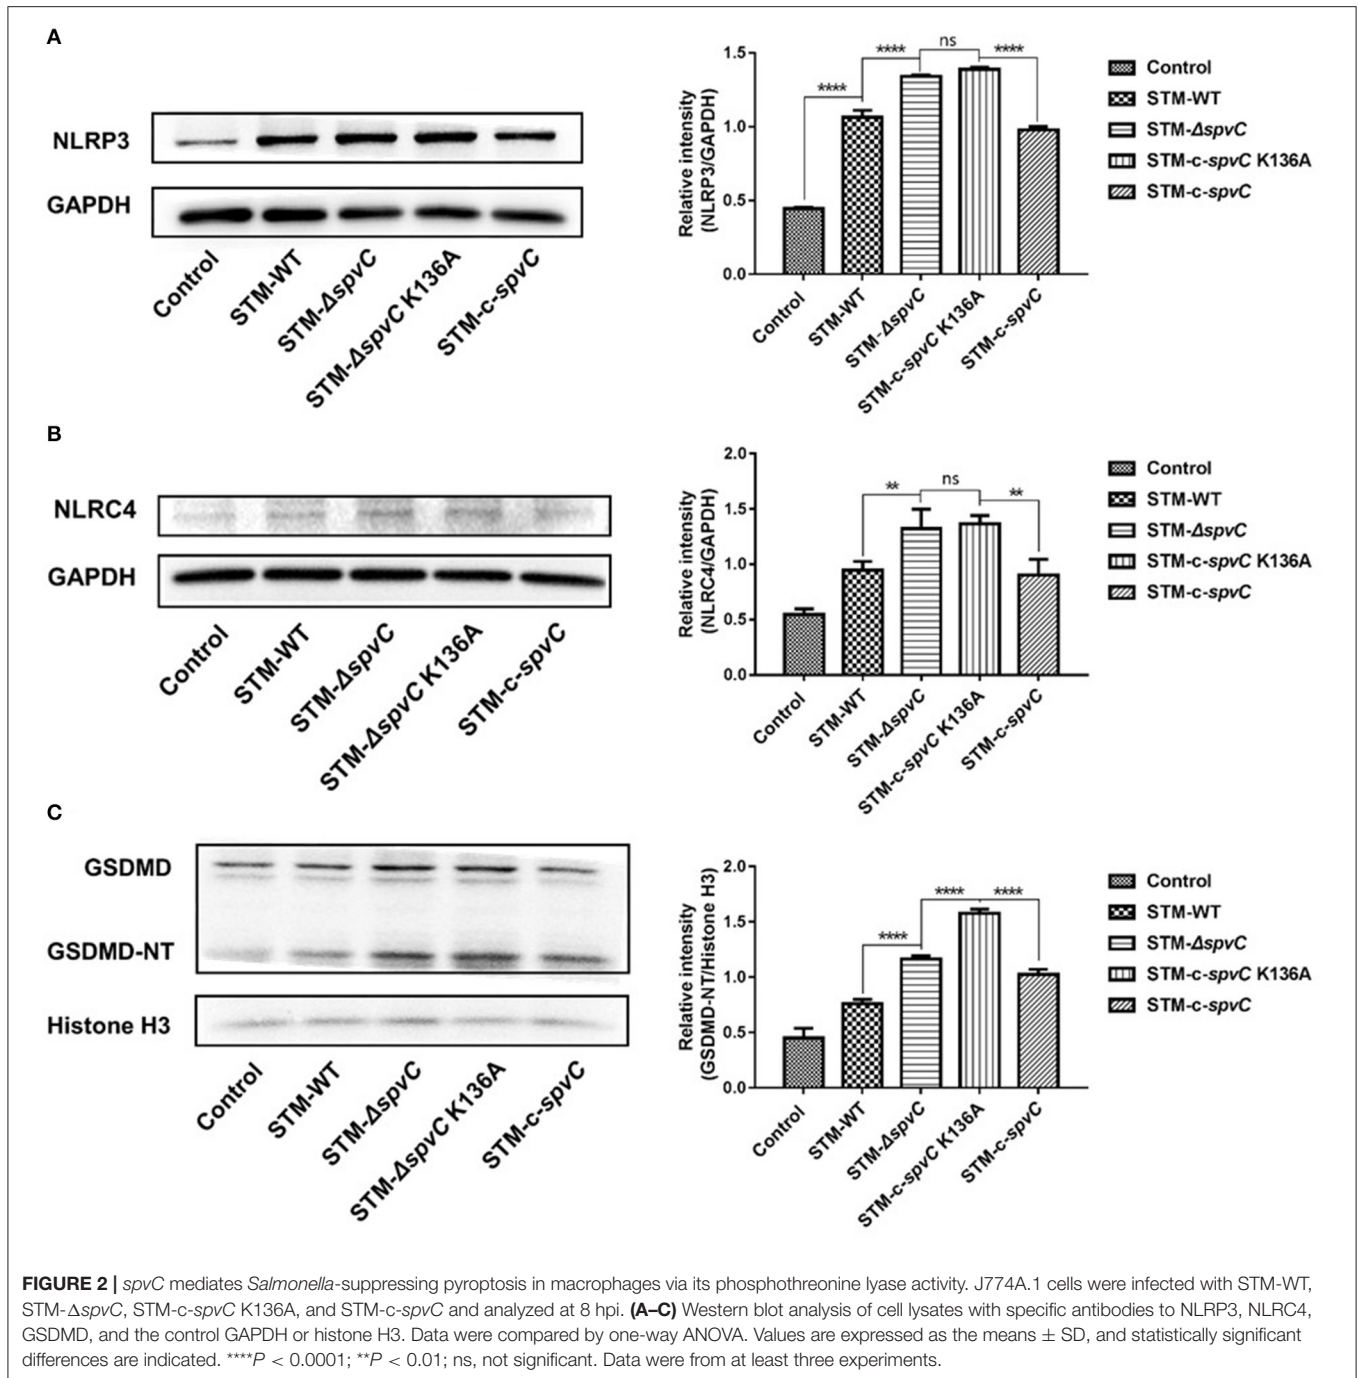 A
NLRP3
GAPDH
Control
STM-WT
STM-ΔspvC
STM-ΔspvC K136A
STM-c-spvC
Relative intensity
(NLRP3/GAPDH)
1.5
1.0
0.5
0.0
****
****
ns
****
Control
STM-WT
STM-ΔspvC
STM-c-spvC K136A
STM-c-spvC
Control
STM-WT
STM-ΔspvC
STM-c-spvC K136A
STM-c-spvC
B
NLRC4
GAPDH
Control
STM-WT
STM-ΔspvC
STM-ΔspvC K136A
STM-c-spvC
Relative intensity
(NLRC4/GAPDH)
2.0
1.5
1.0
0.5
0.0
**
ns
**
Control
STM-WT
STM-ΔspvC
STM-c-spvC K136A
STM-c-spvC
Control
STM-WT
STM-ΔspvC
STM-c-spvC K136A
STM-c-spvC
C
GSDMD
GSDMD-NT
Histone H3
Control
STM-WT
STM-ΔspvC
STM-ΔspvC K136A
STM-c-spvC
Relative intensity
(GSDMD-NT/Histone H3)
2.0
1.5
1.0
0.5
0.0
****
****
****
Control
STM-WT
STM-ΔspvC
STM-c-spvC K136A
STM-c-spvC
Control
STM-WT
STM-ΔspvC
STM-c-spvC K136A
STM-c-spvC
FIGURE 2 | spvC mediates Salmonella-suppressing pyroptosis in macrophages via its phosphothreonine lyase activity. J774A.1 cells were infected with STM-WT,
STM-ΔspvC, STM-c-spvC K136A, and STM-c-spvC and analyzed at 8 hpi. (A–C) Western blot analysis of cell lysates with specific antibodies to NLRP3, NLRC4,
GSDMD, and the control GAPDH or histone H3. Data were compared by one-way ANOVA. Values are expressed as the means ± SD, and statistically significant
differences are indicated. ****P < 0.0001; **P < 0.01; ns, not significant. Data were from at least three experiments.